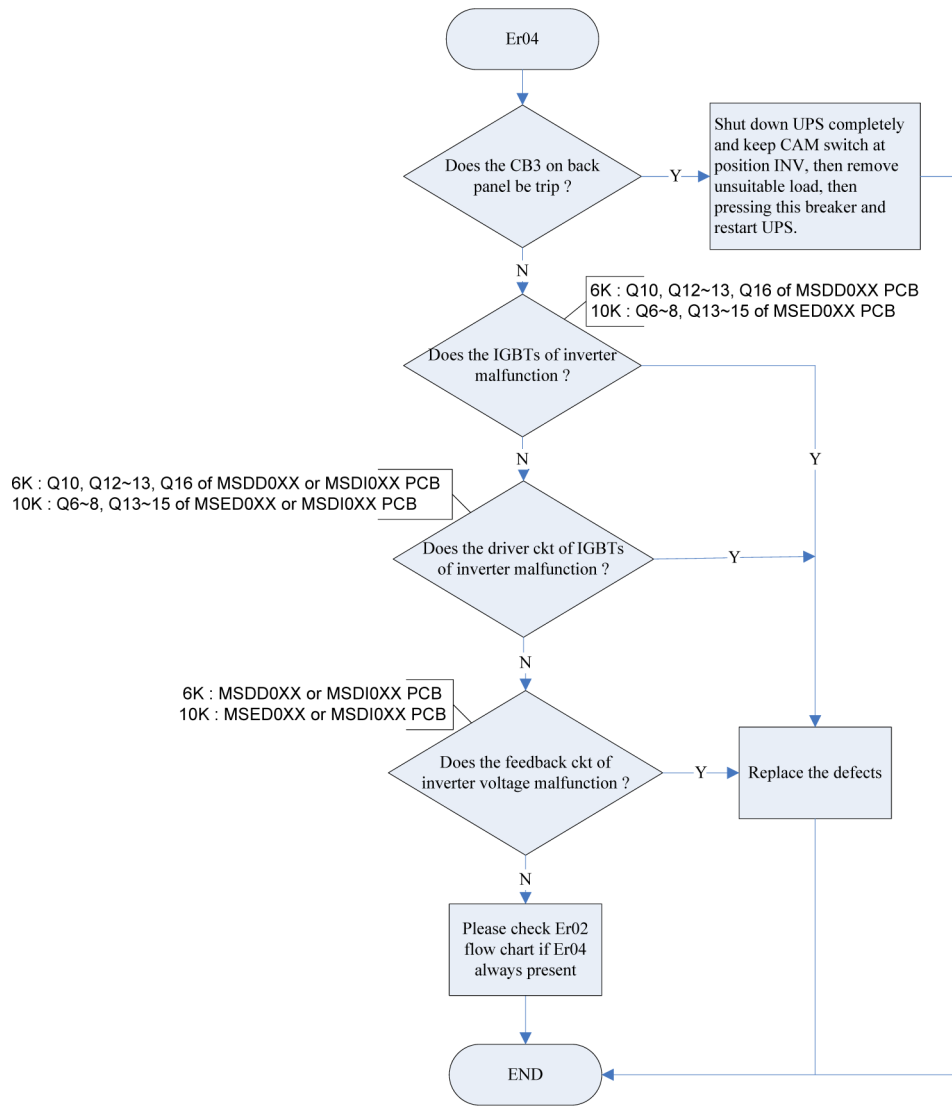 Er04
Does the CB3 on back
panel be trip ?
Y
Shut down UPS completely
and keep CAM switch at
position INV, then remove
unsuitable load, then
pressing this breaker and
restart UPS.
N
6K : Q10, Q12~13, Q16 of MSDD0XX PCB
10K : Q6~8, Q13~15 of MSED0XX PCB
Does the IGBTs of inverter
malfunction ?
Y
N
6K : Q10, Q12~13, Q16 of MSDD0XX or MSDI0XX PCB
10K : Q6~8, Q13~15 of MSED0XX or MSDI0XX PCB
Does the driver ckt of IGBTs
of inverter malfunction ?
Y
N
6K : MSDD0XX or MSDI0XX PCB
10K : MSED0XX or MSDI0XX PCB
Does the feedback ckt of
inverter voltage malfunction ?
Y
Replace the defects
N
Please check Er02
flow chart if Er04
always present
END